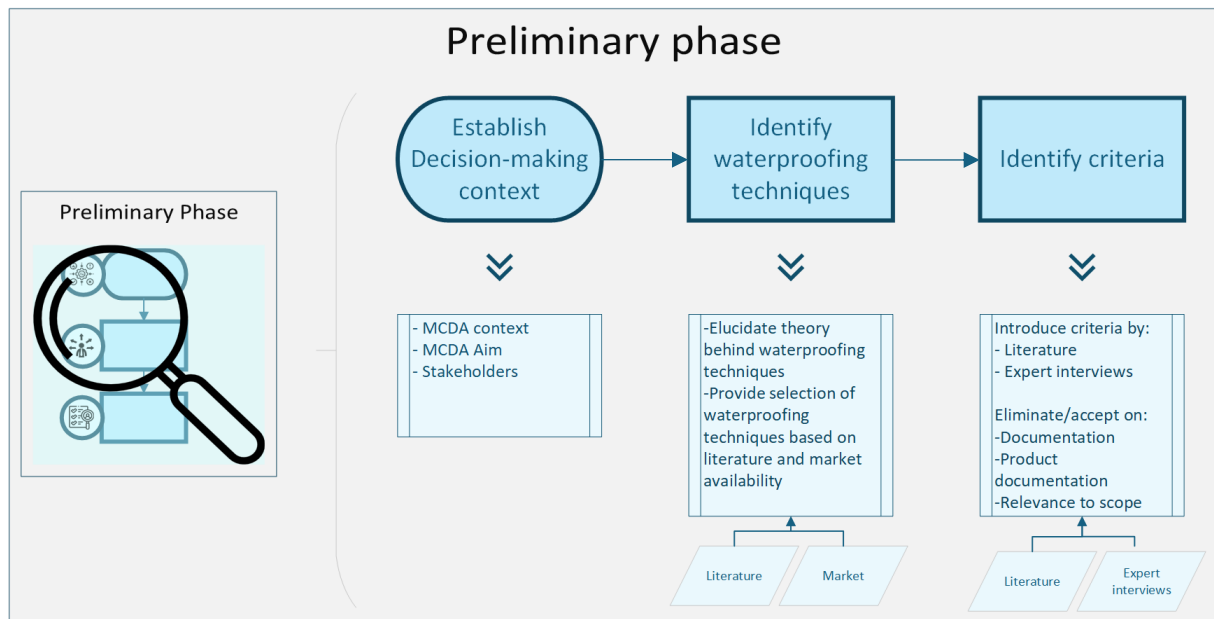 Preliminary phase
Preliminary Phase
Establish
Decision-making
context
Identify
waterproofing
techniques
Identify criteria
- MCDA context
- MCDA Aim
- Stakeholders
-Elucidate theory
behind waterproofing
techniques
-Provide selection of
waterproofing
techniques based on
literature and market
availability
Introduce criteria by:
- Literature
- Expert interviews
Eliminate/accept on:
-Documentation
-Product
documentation
-Relevance to scope
Literature
Market
Literature
Expert
interviews